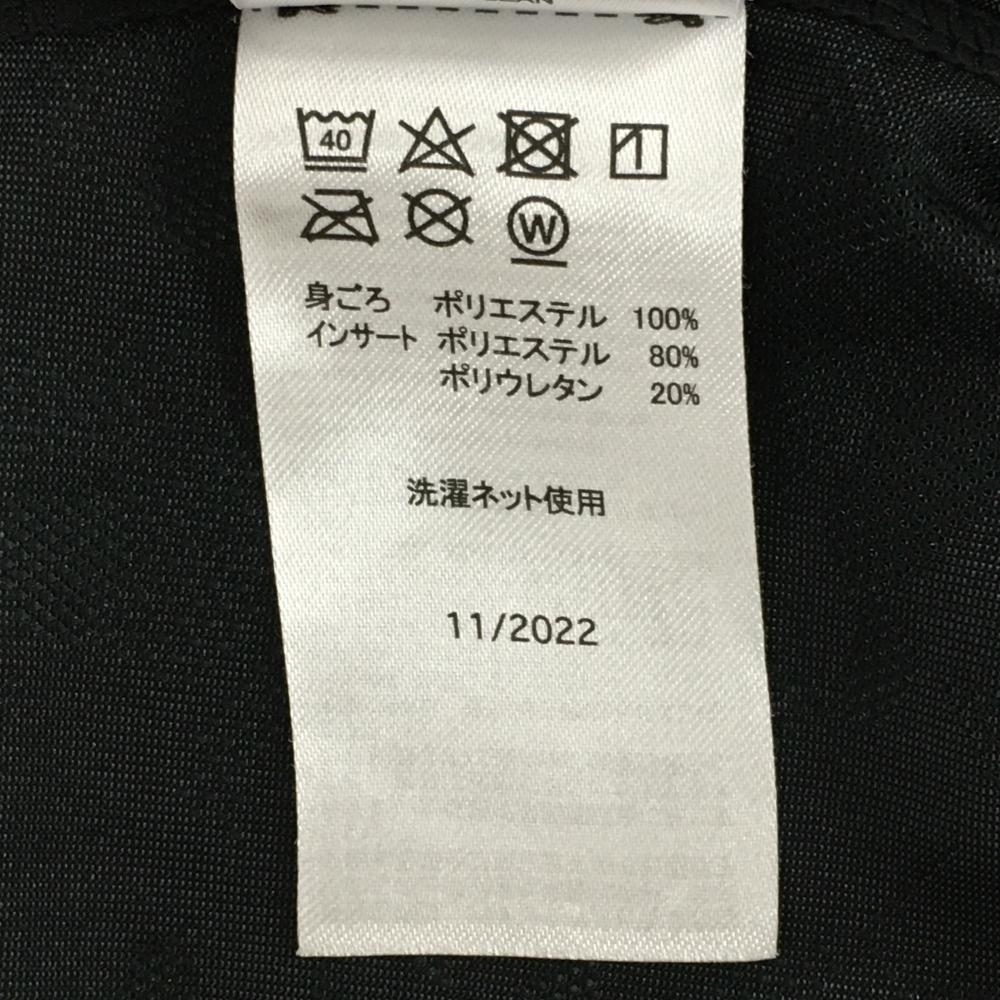 40
W
身ごろ ポリエステル 100%
インサート ポリエステル 80%
ポリウレタン 20%
洗濯ネット使用
11/2022